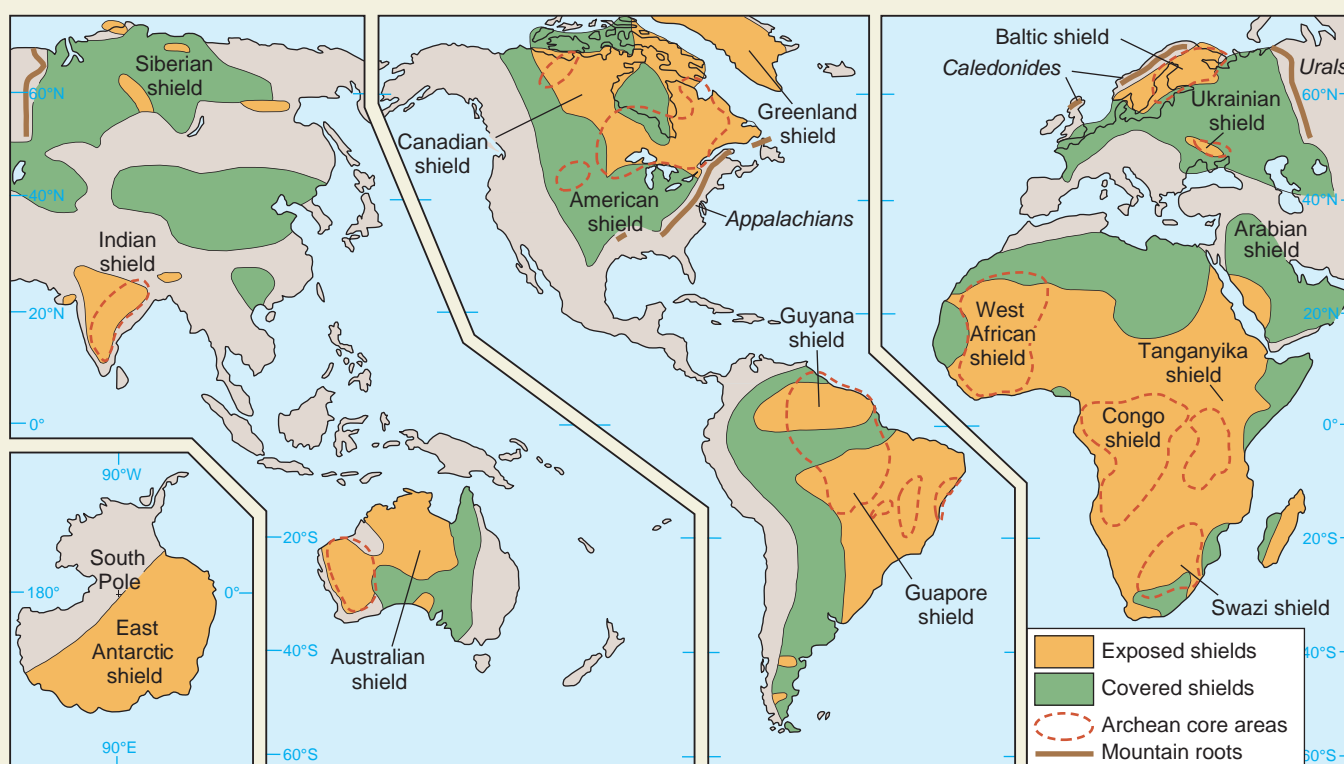 Siberian
shield
60°N
40°N
Indian
shield
20°N
0°
90°W
South
Pole
180°
0°
East
Antarctic
shield
90°E
20°S
40°S
60°S
Australian
shield
Canadian
shield
Greenland
shield
American
shield
Appalachians
Guyana
shield
Guapore
shield
Baltic shield
Caledonides
Urals
60°N
Ukrainian
shield
40°N
Arabian
shield
20°N
West
African
shield
Tanganyika
shield
Congo
shield
0°
20°S
Swazi shield
40°S
60°S
Exposed shields
Covered shields
Archean core areas
Mountain roots